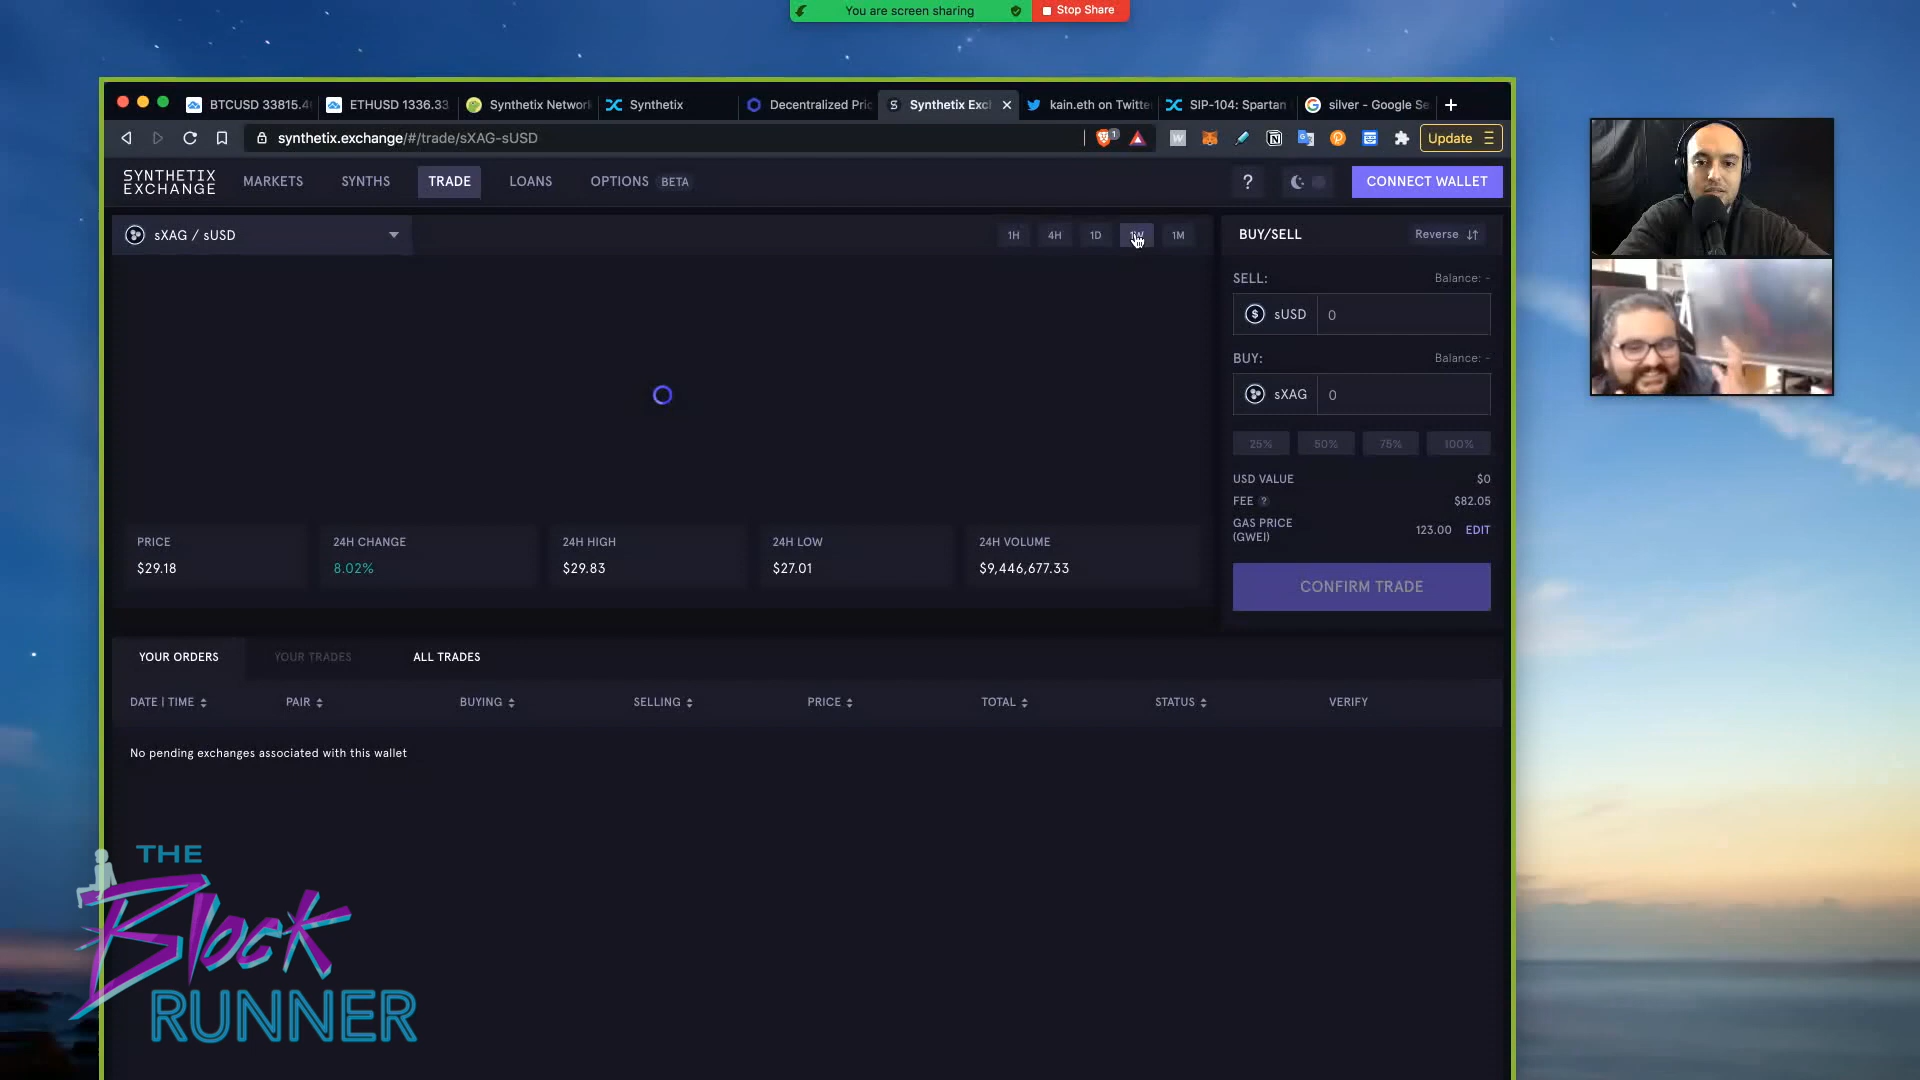 You are screen sharing
Stop Share
BTCUSD 33815.4
ETHUSD 1336.33
Synthetix Network
Synthetix
Decentralized Pric
Synthetix Exc
kain.eth on Twitte
SIP-104: Spartan
silver - Google Se
synthetix.exchange/#/trade/sXAG-sUSD
1
Update
SYNTHETIX
EXCHANGE
MARKETS
SYNTHS
TRADE
LOANS
OPTIONS BETA
?
CONNECT WALLET
sXAG / sUSD
1H
4H
1D
1M
BUY/SELL
Reverse
SELL:
Balance: -
$ sUSD
0
BUY:
Balance: -
sXAG
0
25%
50%
75%
100%
USD VALUE
$0
FEE ?
$82.05
GAS PRICE
(GWEI)
123.00 EDIT
CONFIRM TRADE
PRICE
$29.18
24H CHANGE
8.02%
24H HIGH
$29.83
24H LOW
$27.01
24H VOLUME
$9,446,677.33
YOUR ORDERS
YOUR TRADES
ALL TRADES
DATE | TIME
PAIR
BUYING
SELLING
PRICE
TOTAL
STATUS
VERIFY
No pending exchanges associated with this wallet
THE
Block
RUNNER